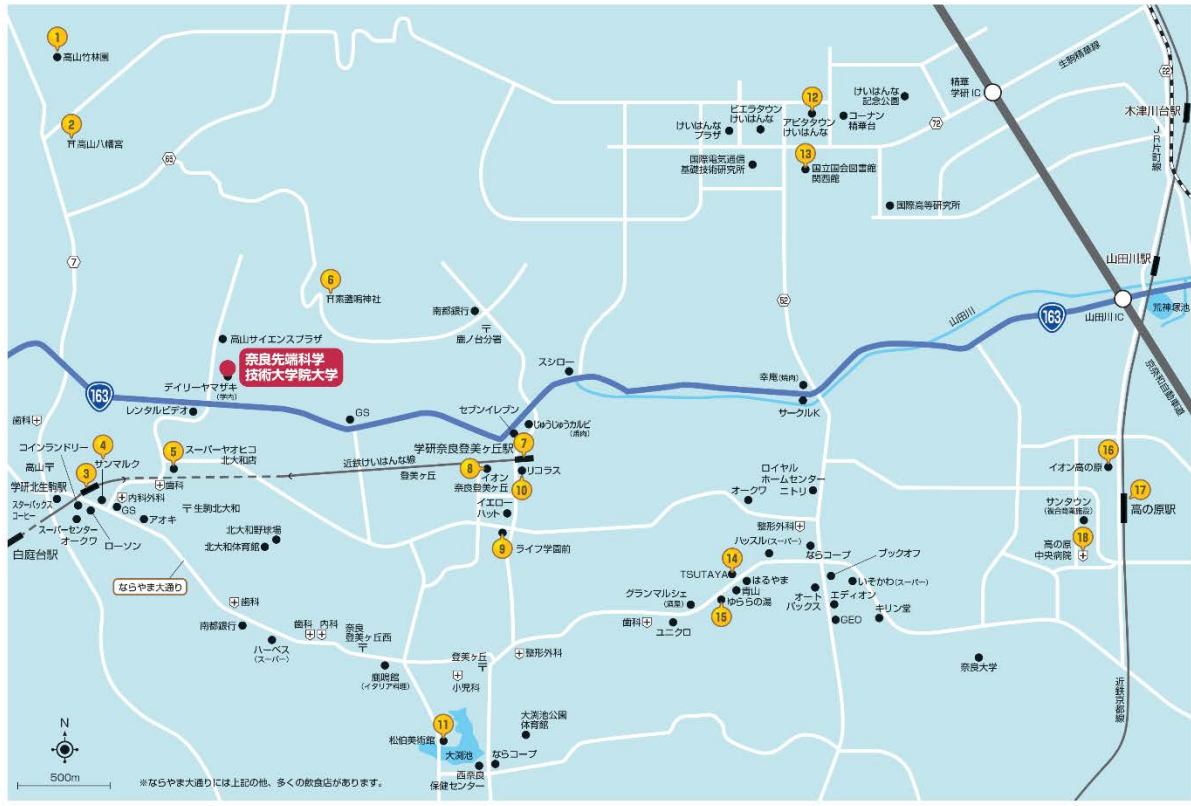 1
高山竹林園
2
高山八幡宮
65
7
6
素盞嗚神社
南都銀行
鹿ノ台分署
12
けいはんな
記念公園
ビエラタウン
けいはんな
けいはんな
プラザ
アピタタウン
けいはんな
コーナン
精華台
13
国際電気通信
基礎技術研究所
国立国会図書館
関西館
国際高等研究所
精華
学研IC
生駒精華線
22
72
木津川台駅
JR片町線
山田川駅
山田川IC
荒神塚池
京奈和自動車道
52
山田川
163
高山サイエンスプラザ
奈良先端科学
技術大学院大学
デイリーヤマザキ
(学内)
レンタルビデオ
163
歯科
コインランドリー
4
サンマルク
5
スーパーヤオヒコ
北大和店
高山〒
3
歯科
学研北生駒駅
内科外科
スターバックス
コーヒー
GS
生駒北大和
アオキ
スーパーセンター
オークワ
ローソン
白庭台駅
北大和野球場
北大和体育館
ならやま大通り
GS
スシロー
セブンイレブン
じゅうじゅうカルビ
(焼肉)
学研奈良登美ヶ丘駅
7
近鉄けいはんな線
登美ヶ丘
8
イオン
奈良登美ヶ丘
リコラス
10
イエロー
ハット
9
ライフ学園前
幸庵(焼肉)
サークルK
ロイヤル
ホームセンター
ニトリ
オークワ
整形外科
ハッスル(スーパー)
ならコープ
ブックオフ
14
TSUTAYA
はるやま
青山
いそかわ(スーパー)
グランマルシェ
(酒菜)
ゆららの湯
15
オート
バックス
エディオン
キリン堂
GEO
歯科
ユニクロ
16
イオン高の原
17
高の原駅
サンタウン
(複合商業施設)
18
高の原
中央病院
奈良大学
近鉄京都線
歯科
南都銀行
ハーベス
(スーパー)
歯科 内科
奈良
登美ヶ丘西
鹿鳴館
(イタリア料理)
登美ヶ丘
整形外科
小児科
11
松伯美術館
大渕池
大渕池公園
体育館
ならコープ
西奈良
保健センター
N
500m
※ならやま大通りには上記の他、多くの飲食店があります。